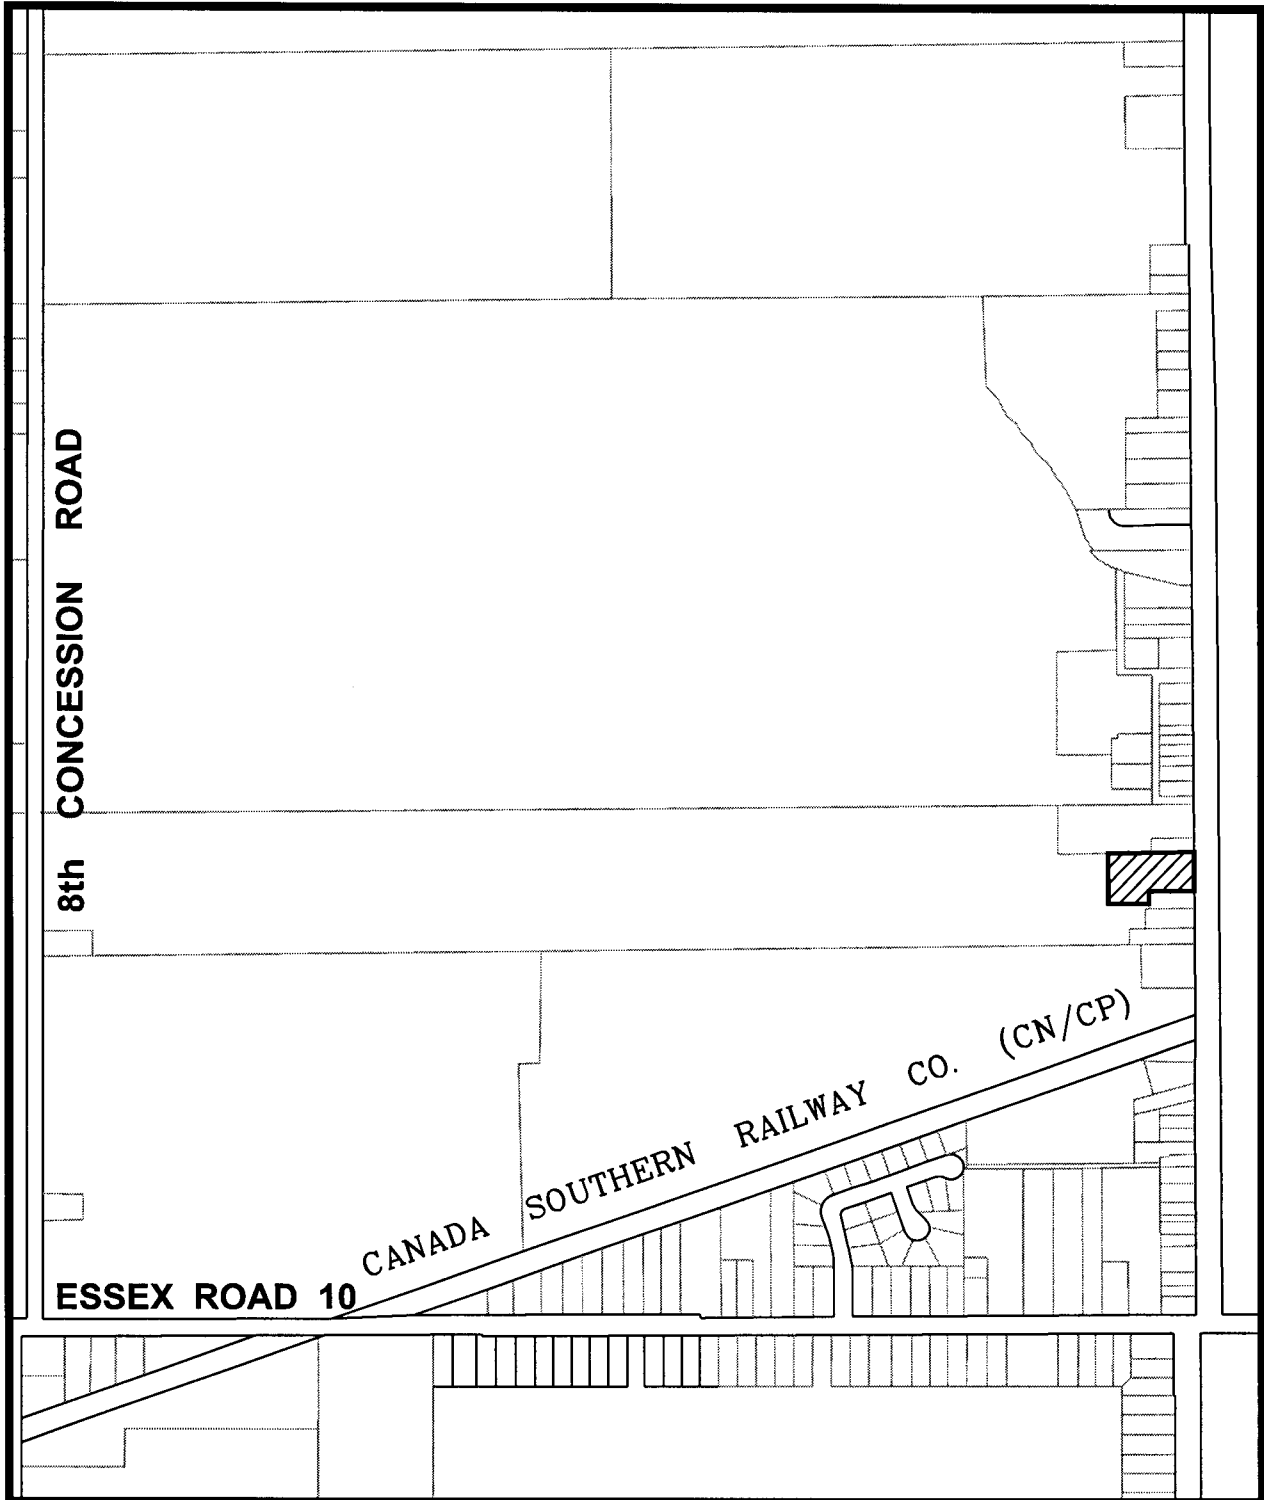 8th CONCESSION ROAD
CANADA SOUTHERN RAILWAY CO. (CN/CP)
ESSEX ROAD 10